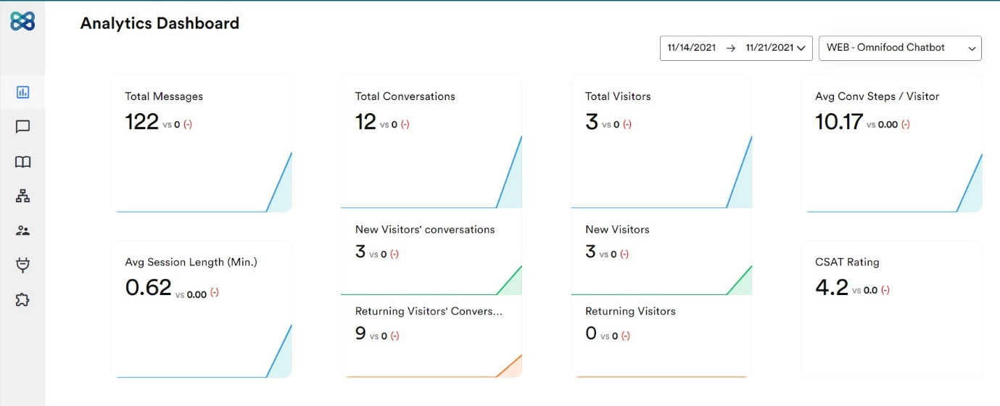 Analytics Dashboard
11/14/2021 → 11/21/2021
WEB - Omnifood Chatbot
Total Messages
122 vs 0 (-)
Total Conversations
12 vs 0 (-)
Total Visitors
3 vs 0 (-)
Avg Conv Steps / Visitor
10.17 vs 0.00 (-)
New Visitors' conversations
3 vs 0 (-)
New Visitors
3 vs 0 (-)
Avg Session Length (Min.)
0.62 vs 0.00 (-)
CSAT Rating
4.2 vs 0.0 (-)
Returning Visitors' Convers...
9 vs 0 (-)
Returning Visitors
0 vs 0 (-)